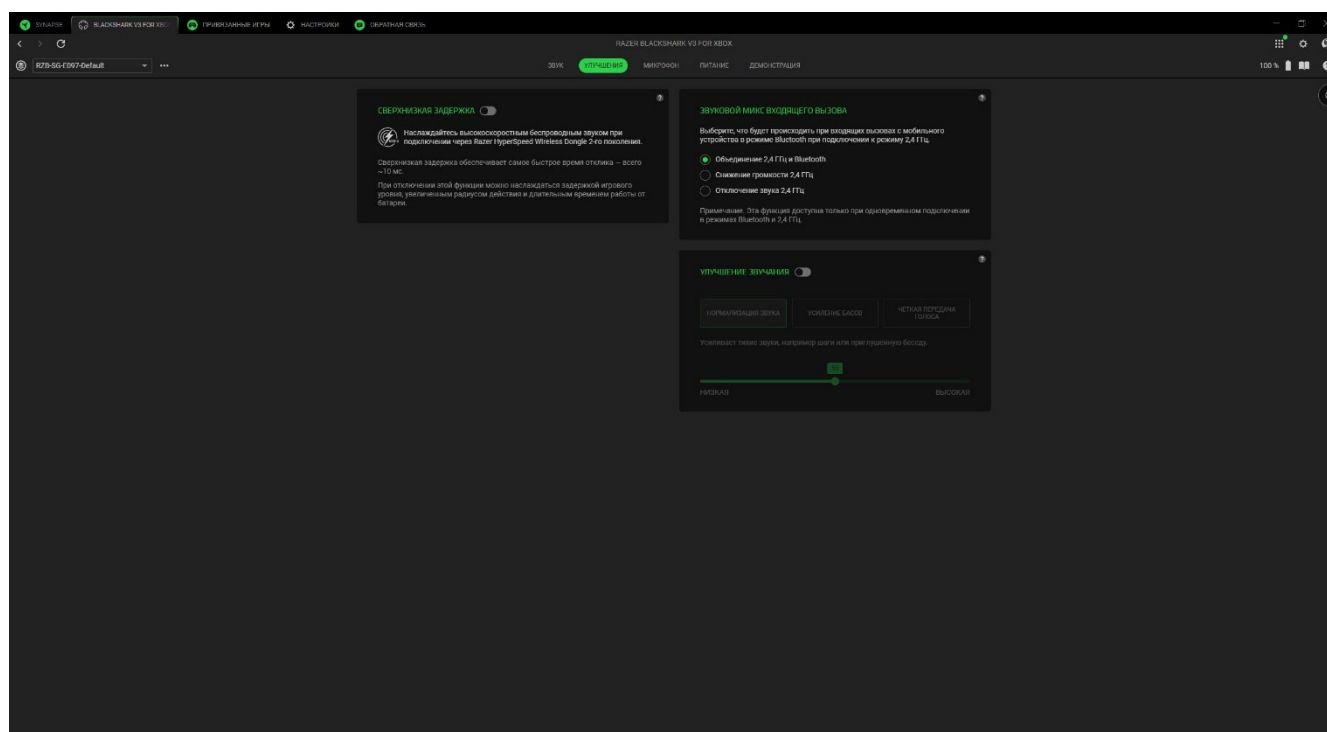 SYNAPSE
BLACKSHARK V3 FOR XBO
ПРИВЯЗАННЫЕ ИГРЫ
НАСТРОЙКИ
ОБРАТНАЯ СВЯЗЬ
RAZER BLACKSHARK V3 FOR XBOX
ЗВУК
УЛУЧШЕНИЯ
МИКРОФОН
ПИТАНИЕ
ДЕМОНСТРАЦИЯ
100 %
СВЕРХНИЗКАЯ ЗАДЕРЖКА
Наслаждайтесь высокоскоростным беспроводным звуком при
подключении через Razer HyperSpeed Wireless Dongle 2-го поколения.
Сверхнизкая задержка обеспечивает самое быстрое время отклика — всего
~10 мс.
При отключении этой функции можно наслаждаться задержкой игрового
уровня, увеличенным радиусом действия и длительным временем работы от
батареи.
ЗВУКОВОЙ МИКС ВХОДЯЩЕГО ВЫЗОВА
Выберите, что будет происходить при входящих вызовах с мобильного
устройства в режиме Bluetooth при подключении к режиму 2,4 ГГц.
Объединение 2,4 ГГц и Bluetooth
Снижение громкости 2,4 ГГц
Отключение звука 2,4 ГГц
Примечание. Эта функция доступна только при одновременном подключении
в режимах Bluetooth и 2,4 ГГц.
УЛУЧШЕНИЕ ЗВУЧАНИЯ
НОРМАЛИЗАЦИЯ ЗВУКА
УСИЛЕНИЕ БАСОВ
ЧЕТКАЯ ПЕРЕДАЧА
ГОЛОСА
Усиливает тихие звуки, например шаги или приглушенную беседу.
НИЗКАЯ
ВЫСОКАЯ